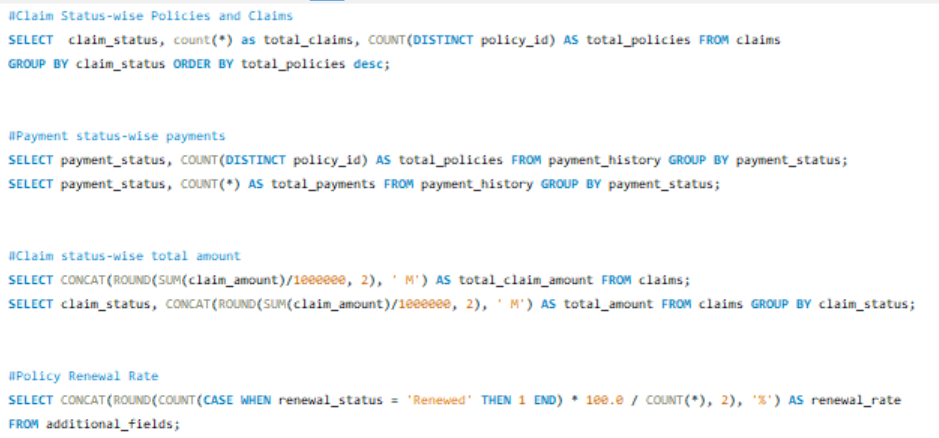 #Claim Status-wise Policies and Claims
SELECT  claim_status, count(*) as total_claims, COUNT(DISTINCT policy_id) AS total_policies FROM claims
GROUP BY claim_status ORDER BY total_policies desc;
#Payment status-wise payments
SELECT payment_status, COUNT(DISTINCT policy_id) AS total_policies FROM payment_history GROUP BY payment_status;
SELECT payment_status, COUNT(*) AS total_payments FROM payment_history GROUP BY payment_status;
#Claim status-wise total amount
SELECT CONCAT(ROUND(SUM(claim_amount)/1000000, 2), ' M') AS total_claim_amount FROM claims;
SELECT claim_status, CONCAT(ROUND(SUM(claim_amount)/1000000, 2), ' M') AS total_amount FROM claims GROUP BY claim_status;
#Policy Renewal Rate
SELECT CONCAT(ROUND(COUNT(CASE WHEN renewal_status = 'Renewed' THEN 1 END) * 100.0 / COUNT(*), 2), '%') AS renewal_rate
FROM additional_fields;